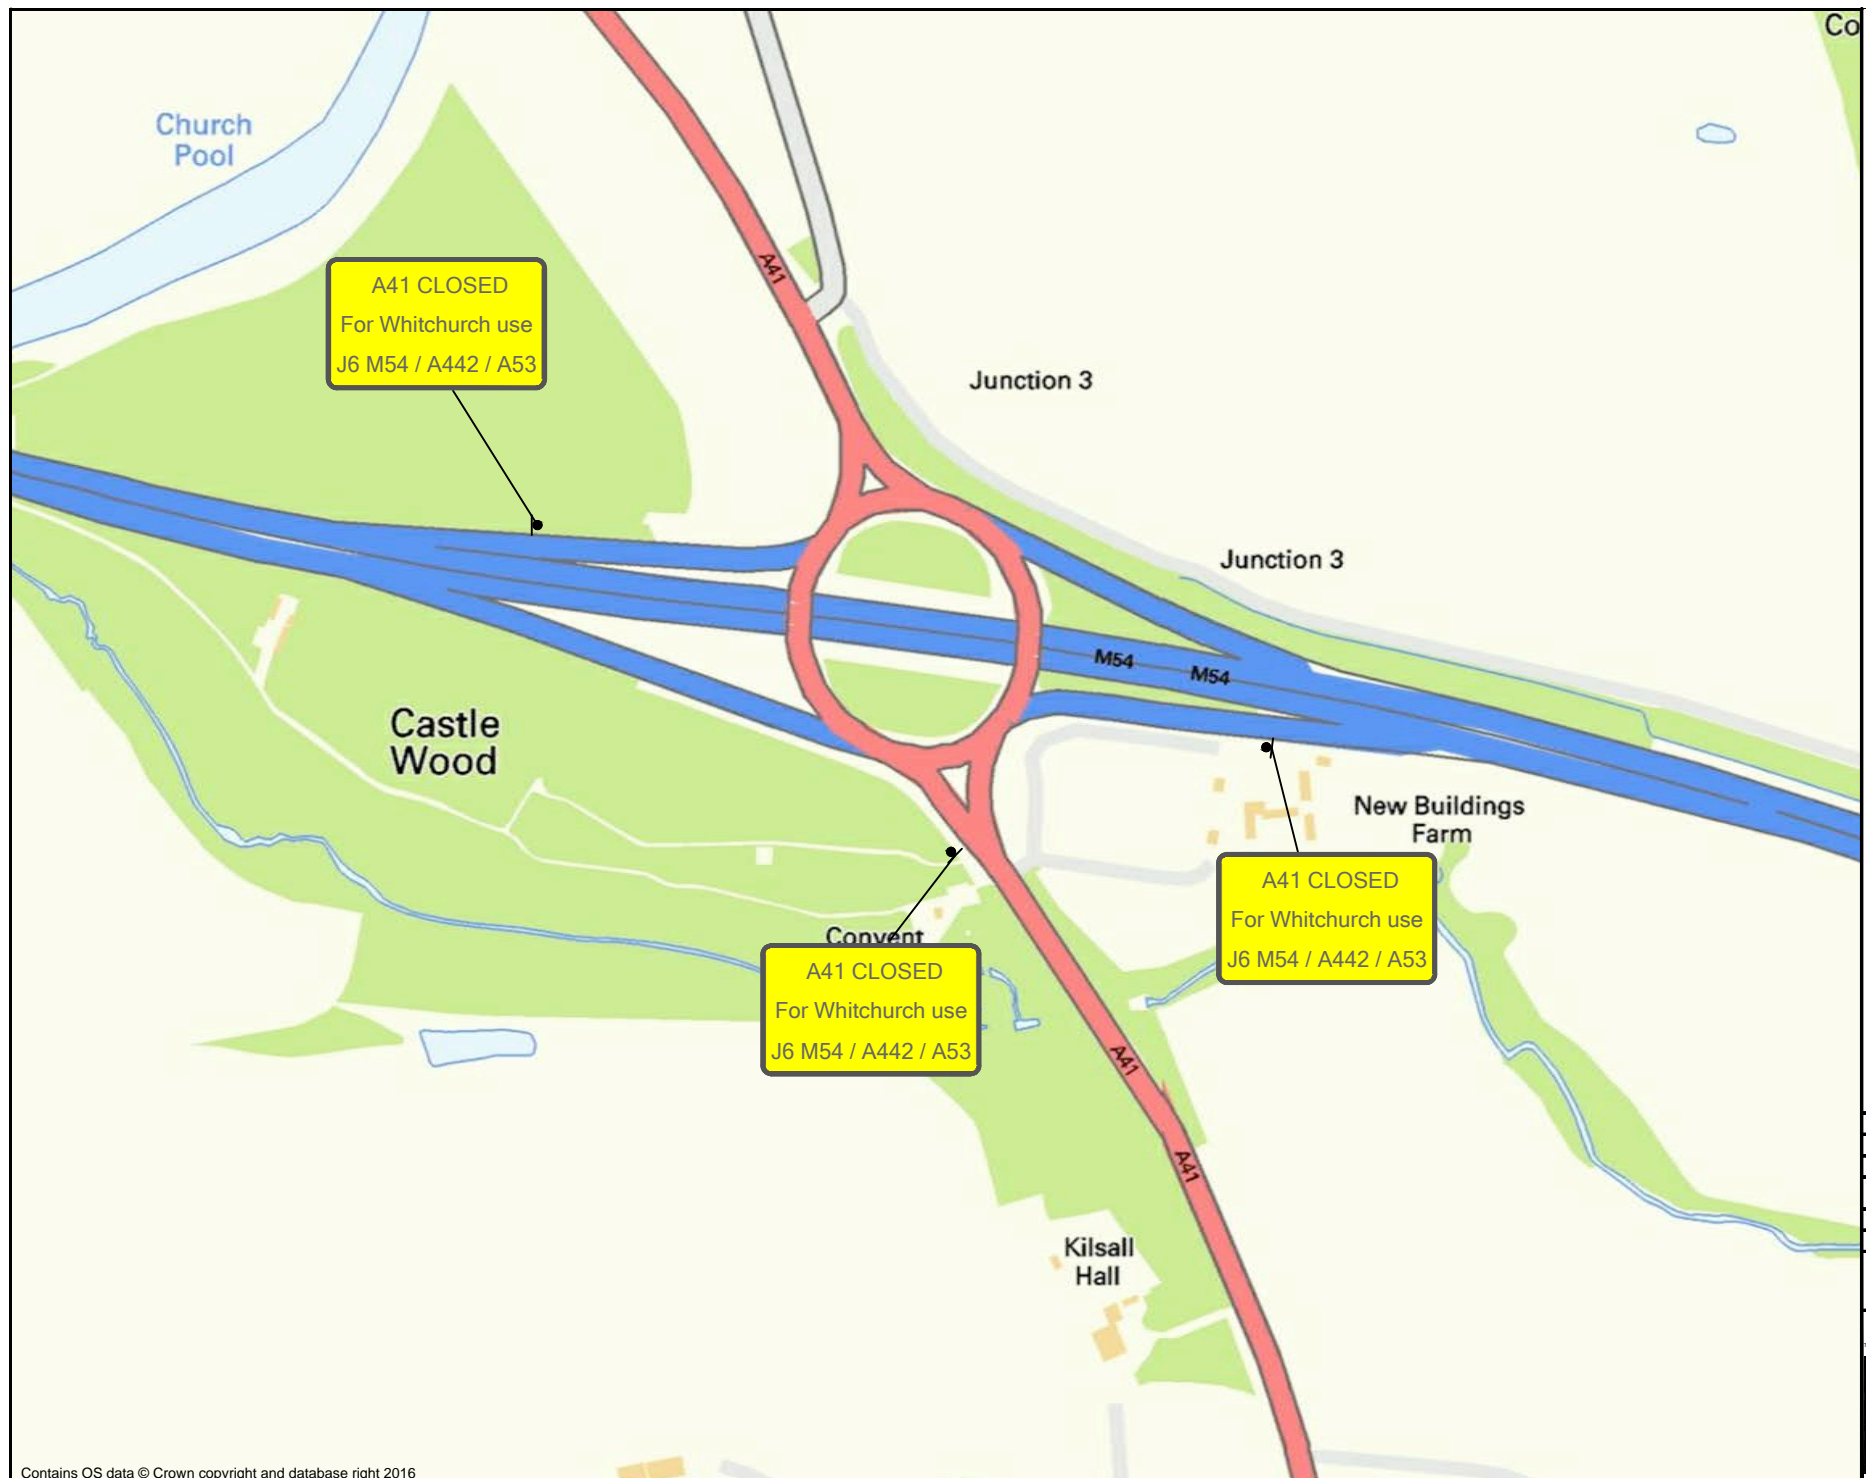 Co
Church
Pool
A41
A41 CLOSED
For Whitchurch use
J6 M54 / A442 / A53
Junction 3
Junction 3
M54
M54
Castle
Wood
New Buildings
Farm
A41 CLOSED
For Whitchurch use
J6 M54 / A442 / A53
Convent
A41 CLOSED
For Whitchurch use
J6 M54 / A442 / A53
A41
A41
Kilsall
Hall
Contains OS data © Crown copyright and database right 2016